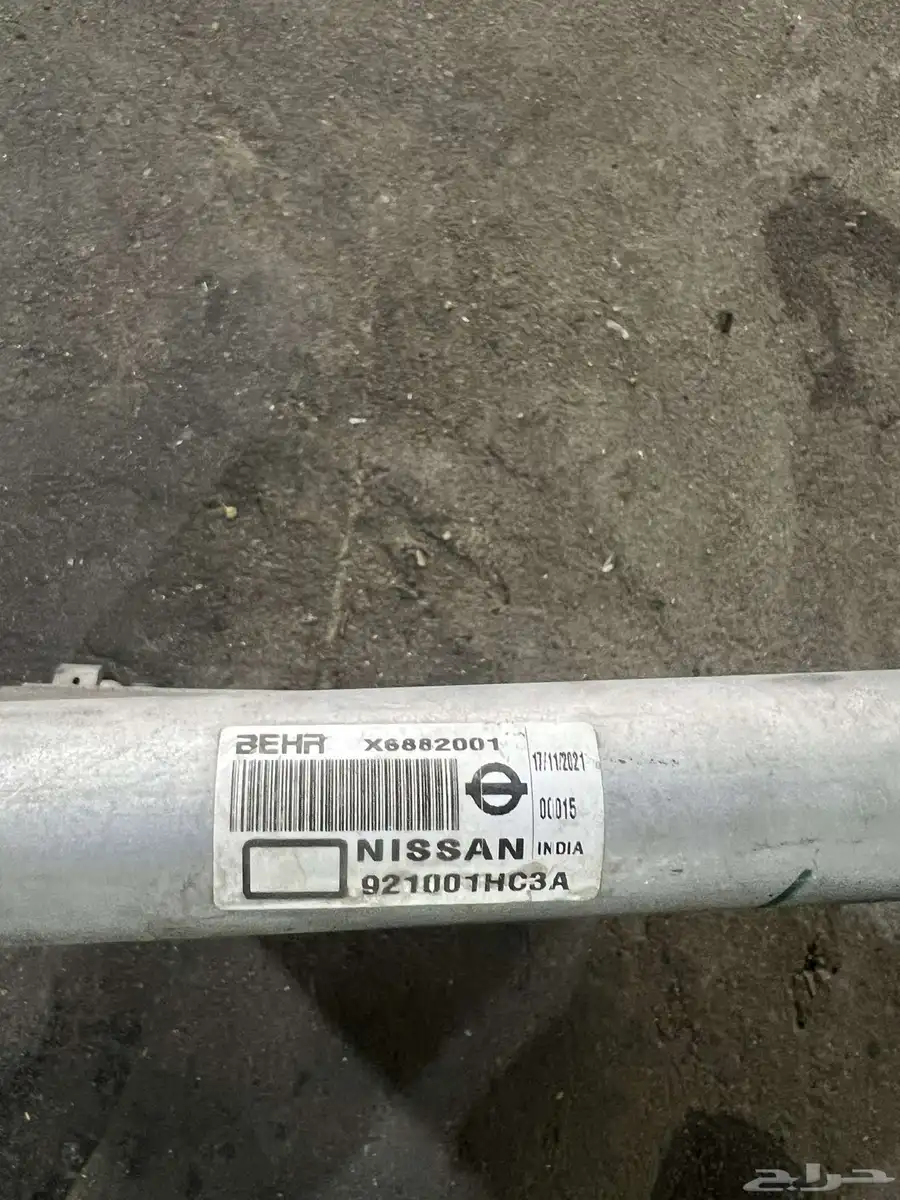 BEHR X6882001
17/11/2021
00015
NISSAN INDIA
921001HC3A
حراج